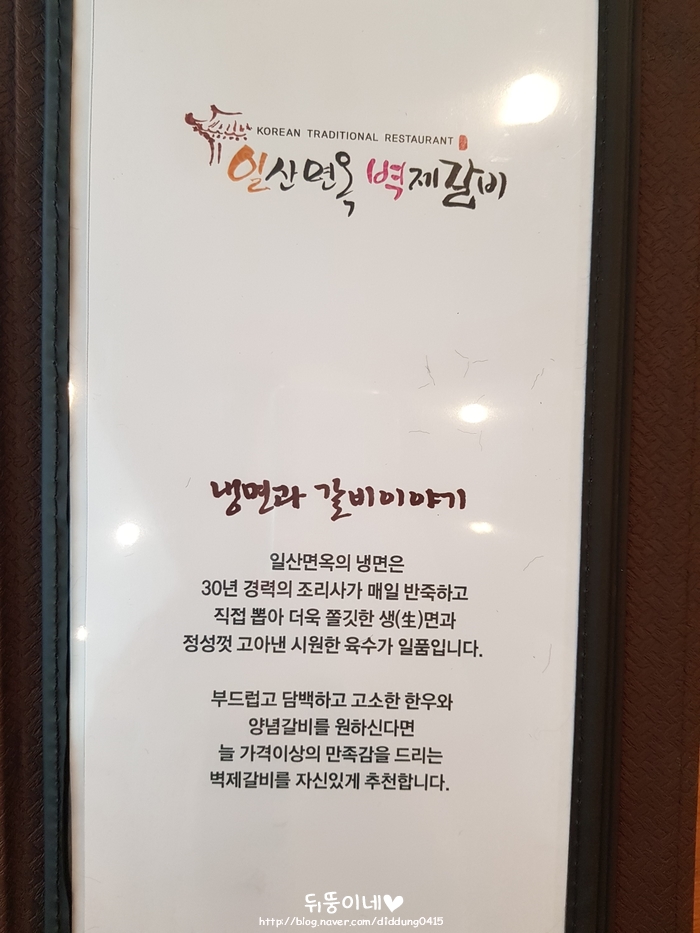 KOREAN TRADITIONAL RESTAURANT
일산면옥 벽제갈비
냉면과 갈비이야기
일산면옥의 냉면은
30년 경력의 조리사가 매일 반죽하고
직접 뽑아 더욱 쫄깃한 생(生)면과
정성껏 고아낸 시원한 육수가 일품입니다.
부드럽고 담백하고 고소한 한우와
양념갈비를 원하신다면
늘 가격이상의 만족감을 드리는
벽제갈비를 자신있게 추천합니다.
뒤뚱이네♥
http://blog.naver.com/diddung0415